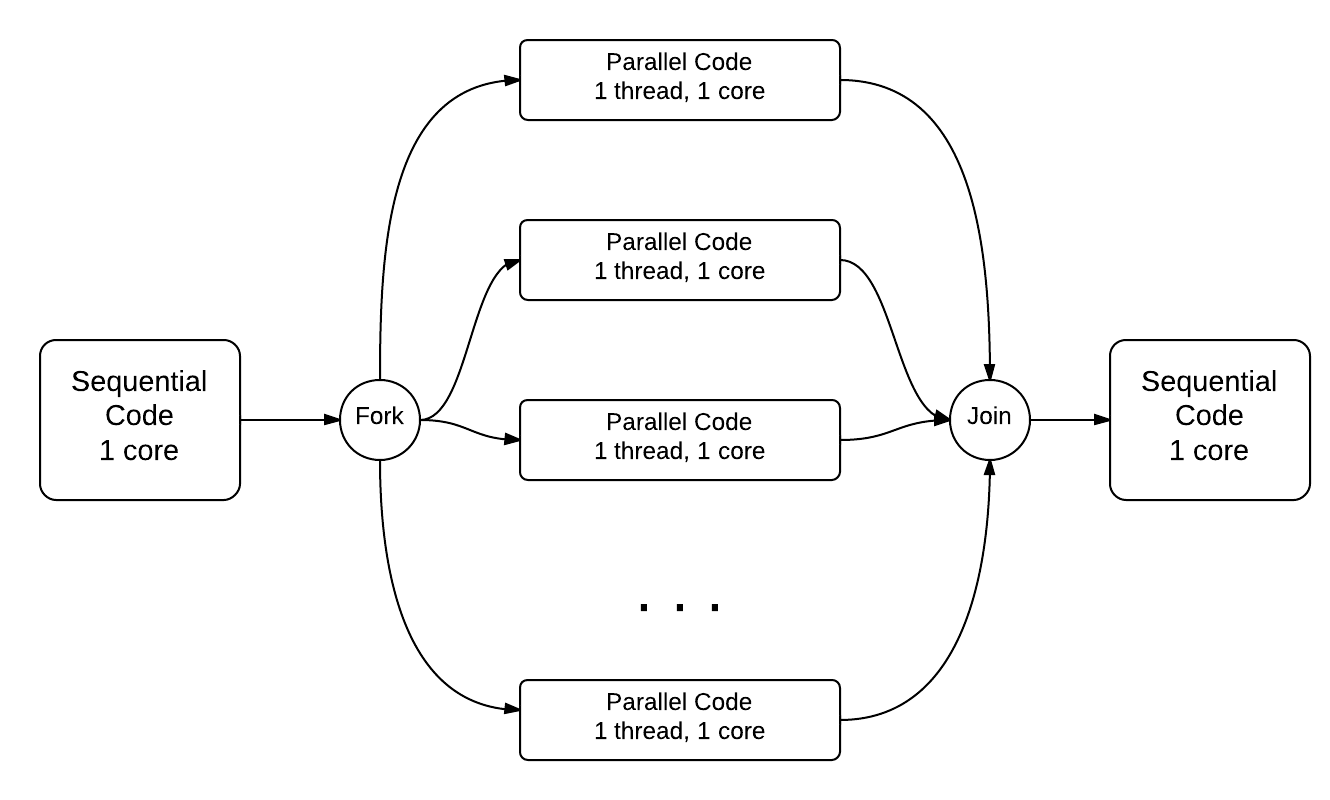 Sequential
Code
1 core
Fork
Parallel Code
1 thread, 1 core
Parallel Code
1 thread, 1 core
Parallel Code
1 thread, 1 core
. . .
Parallel Code
1 thread, 1 core
Join
Sequential
Code
1 core